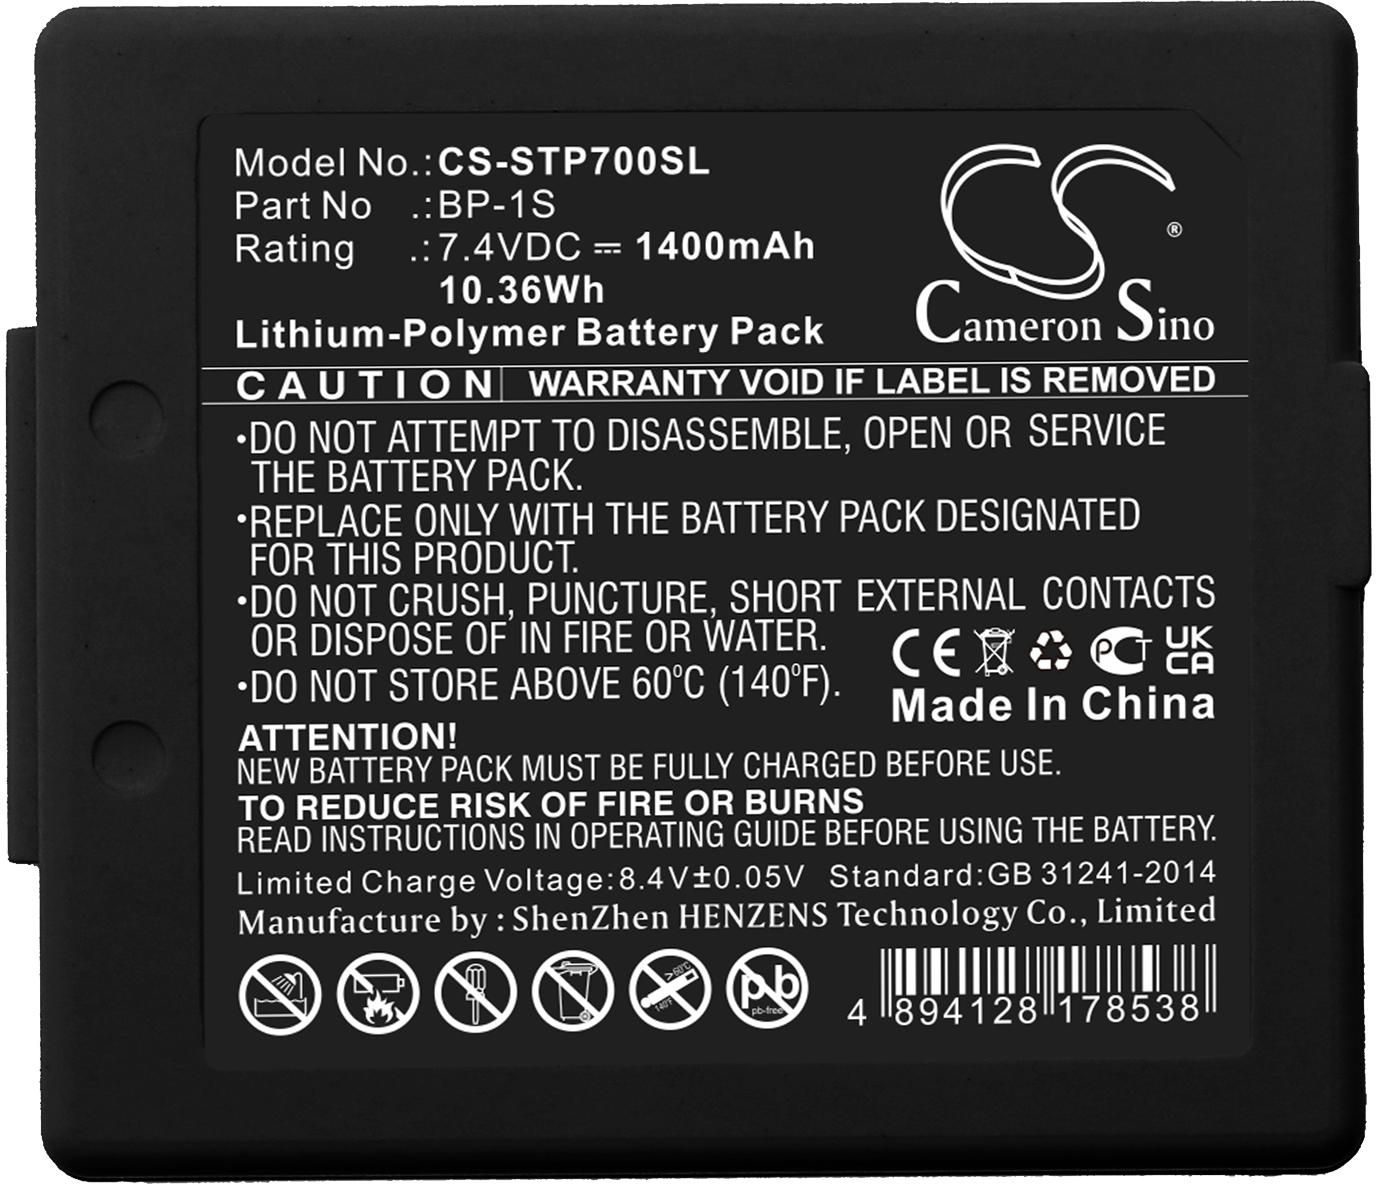 Model No.:CS-STP700SL
Part No .:BP-1S
Rating .:7.4VDC ⎓ 1400mAh
10.36Wh
Lithium-Polymer Battery Pack
®
Cameron Sino
CAUTION WARRANTY VOID IF LABEL IS REMOVED
•DO NOT ATTEMPT TO DISASSEMBLE, OPEN OR SERVICE
THE BATTERY PACK.
•REPLACE ONLY WITH THE BATTERY PACK DESIGNATED
FOR THIS PRODUCT.
•DO NOT CRUSH, PUNCTURE, SHORT EXTERNAL CONTACTS
OR DISPOSE OF IN FIRE OR WATER.
•DO NOT STORE ABOVE 60°C (140°F).
CE PCT UK
CA
Made In China
ATTENTION!
NEW BATTERY PACK MUST BE FULLY CHARGED BEFORE USE.
TO REDUCE RISK OF FIRE OR BURNS
READ INSTRUCTIONS IN OPERATING GUIDE BEFORE USING THE BATTERY.
Limited Charge Voltage:8.4V±0.05V Standard:GB 31241-2014
Manufacture by : ShenZhen HENZENS Technology Co., Limited
>60°C
140°F
pb
pb-free
4 894128 178538